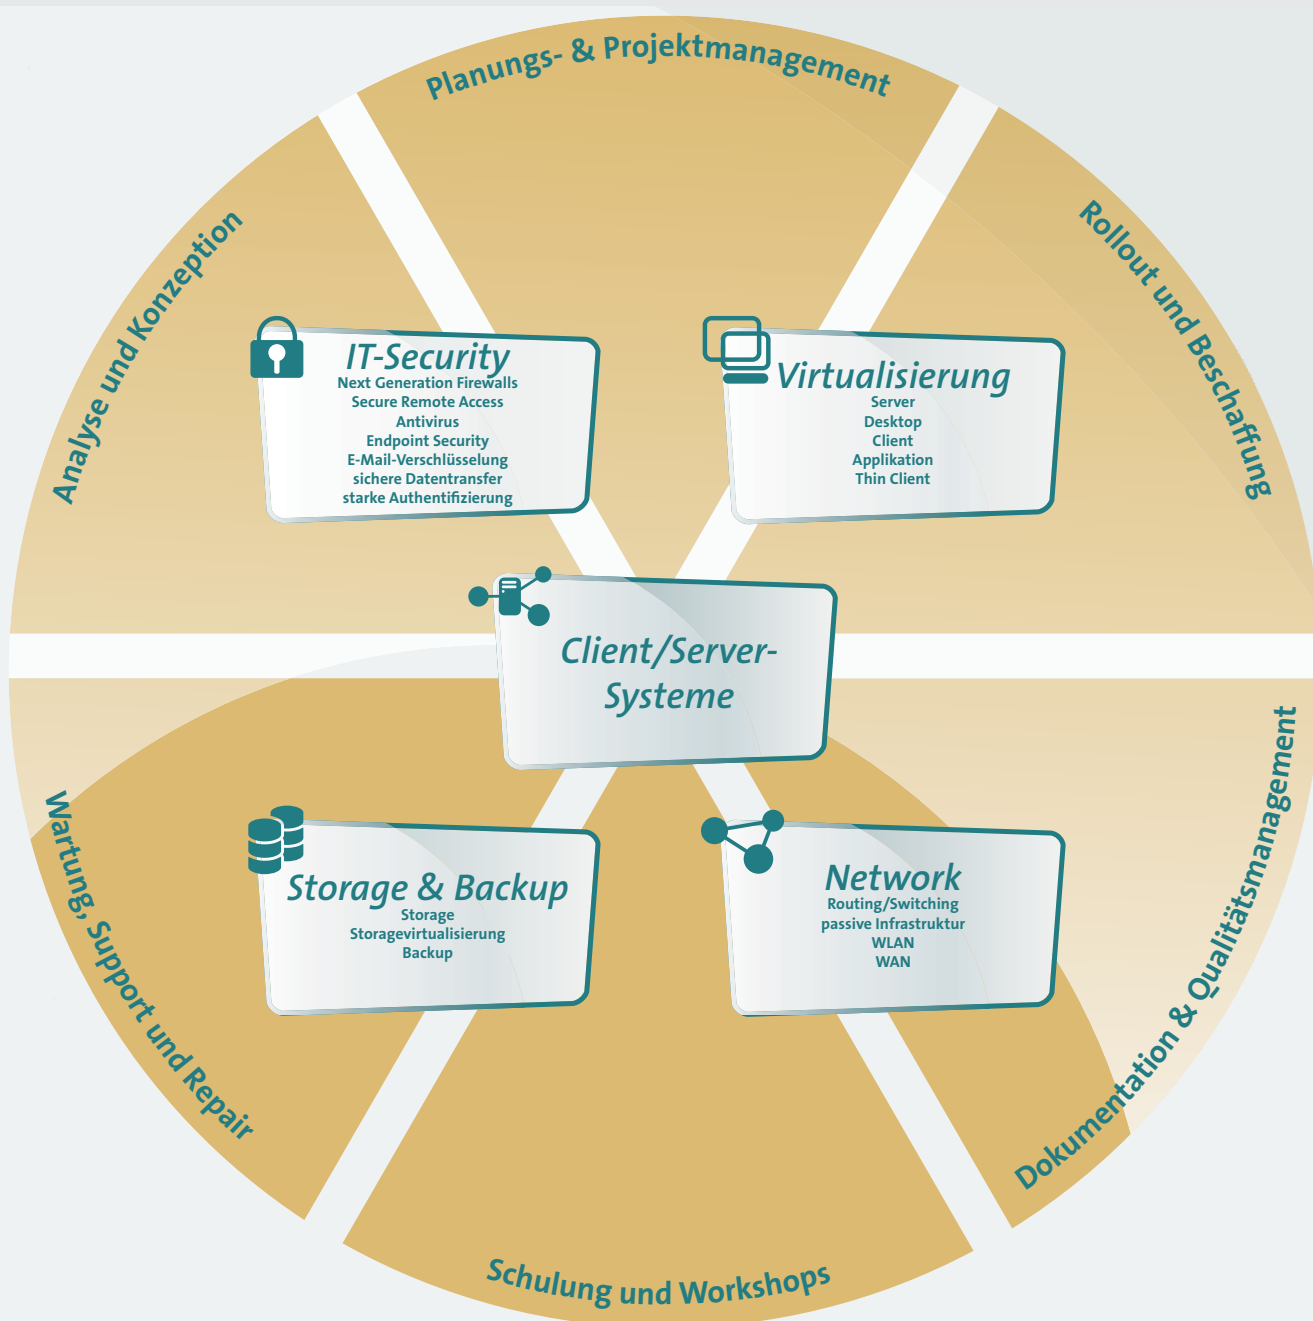 Planungs- & Projektmanagement
Analyse und Konzeption
Rollout und Beschaffung
IT-Security
Next Generation Firewalls
Secure Remote Access
Antivirus
Endpoint Security
E-Mail-Verschlüsselung
sichere Datentransfer
starke Authentifizierung
Virtualisierung
Server
Desktop
Client
Applikation
Thin Client
Client/Server-
Systeme
Storage & Backup
Storage
Storagevirtualisierung
Backup
Network
Routing/Switching
passive Infrastruktur
WLAN
WAN
Wartung, Support und Repair
Dokumentation & Qualitätsmanagement
Schulung und Workshops